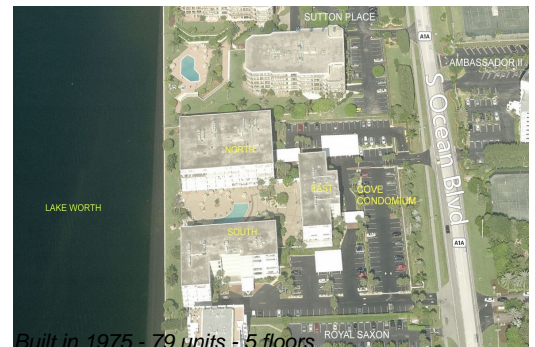 SUTTON PLACE
A1A
AMBASSADOR II
S Ocean Blvd
NORTH
EAST
COVE
CONDOMIUM
LAKE WORTH
SOUTH
A1A
ROYAL SAXON
Built in 1975 - 79 units - 5 floors